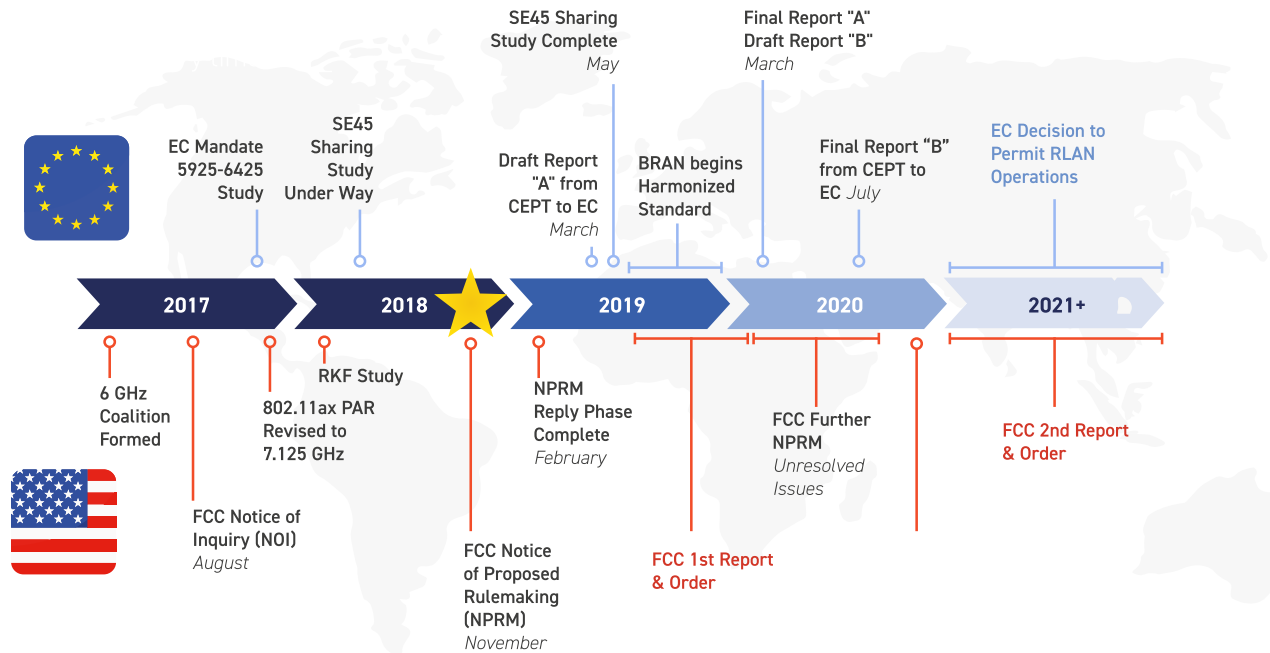 SE45 Sharing
Study Complete
May
Final Report "A"
Draft Report "B"
March
EC Mandate
5925-6425
Study
SE45
Sharing
Study
Under Way
Draft Report
"A" from
CEPT to EC
March
BRAN begins
Harmonized
Standard
Final Report “B”
from CEPT to
EC July
EC Decision to
Permit RLAN
Operations
2017
2018
2019
2020
2021+
6 GHz
Coalition
Formed
FCC Notice of
Inquiry (NOI)
August
802.11ax PAR
Revised to
7.125 GHz
RKF Study
FCC Notice
of Proposed
Rulemaking
(NPRM)
November
NPRM
Reply Phase
Complete
February
FCC 1st Report
& Order
FCC Further
NPRM
Unresolved
Issues
FCC 2nd Report
& Order